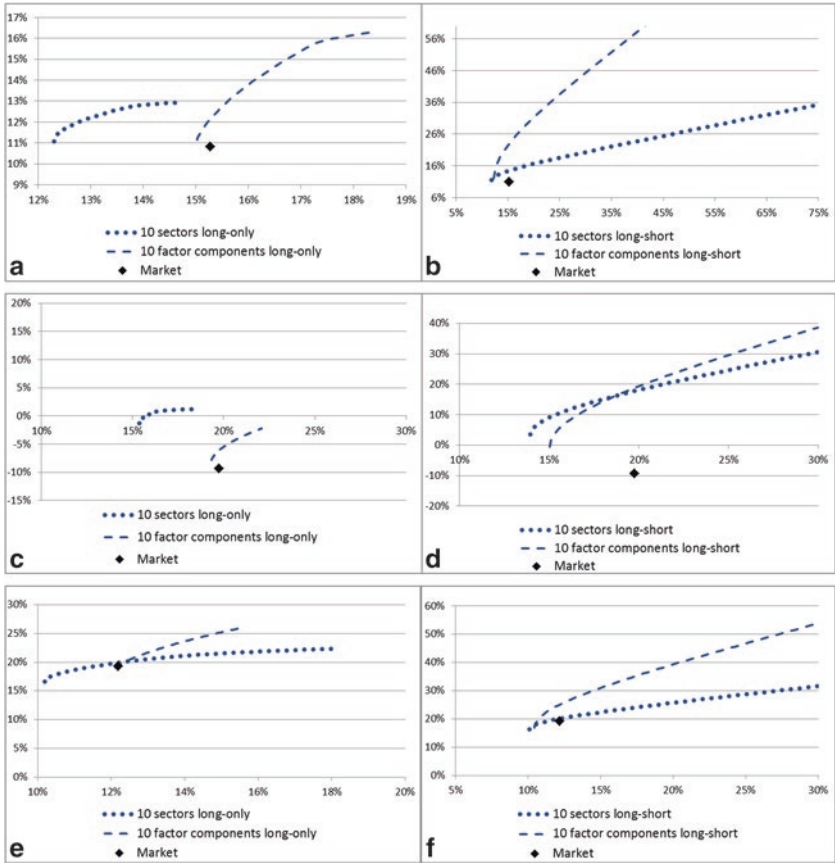 17%
16%
15%
14%
13%
12%
11%
10%
9%
12% 13% 14% 15% 16% 17% 18% 19%
10 sectors long-only
10 factor components long-only
Market
a
56%
46%
36%
26%
16%
6%
5% 15% 25% 35% 45% 55% 65% 75%
10 sectors long-short
10 factor components long-short
Market
b
20%
15%
10%
5%
0%
10% 15% 20% 25% 30%
-5%
-10%
-15%
10 sectors long-only
10 factor components long-only
Market
c
40%
30%
20%
10%
0%
10% 15% 20% 25% 30%
-10%
-20%
10 sectors long-short
10 factor components long-short
Market
d
30%
25%
20%
15%
10%
5%
0%
10% 12% 14% 16% 18% 20%
10 sectors long-only
10 factor components long-only
Market
e
60%
50%
40%
30%
20%
10%
0%
5% 10% 15% 20% 25% 30%
10 sectors long-short
10 factor components long-short
Market
f